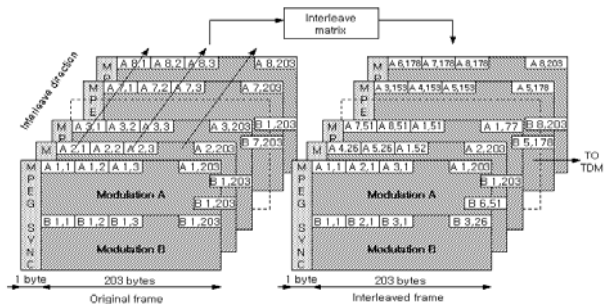 Interleave
matrix
Interleave direction
A 8,1 A 8,2 A 8,3 A 8,203
A 7,1 A 7,2 A 7,3 A 7,203
A 3,1 A 3,2 A 3,3 A 3,203
A 2,1 A 2,2 A 2,3 A 2,203
A 1,1 A 1,2 A 1,3 A 1,203
B 1,203
B 7,203
B 1,203
B 1,203
Modulation A
B 1,1 B 1,2 B 1,3 B 1,203
Modulation B
MPEG SYNC
1 byte 203 bytes
Original frame
A 6,178 A 7,178 A 8,178 A 8,203
A 3,153 A 4,153 A 5,153 A 5,178
A 7,51 A 8,51 A 1,51 A 1,77
A 4,26 A 5,26 A 1,52 A 2,203
A 1,1 A 2,1 A 3,1 A 1,203
B 8,203
B 5,178
B 1,203
B 6,51
Modulation A
B 1,1 B 2,1 B 3,1 B 3,26
Modulation B
MPEG SYNC
1 byte 203 bytes
Interleaved frame
TO
TDM